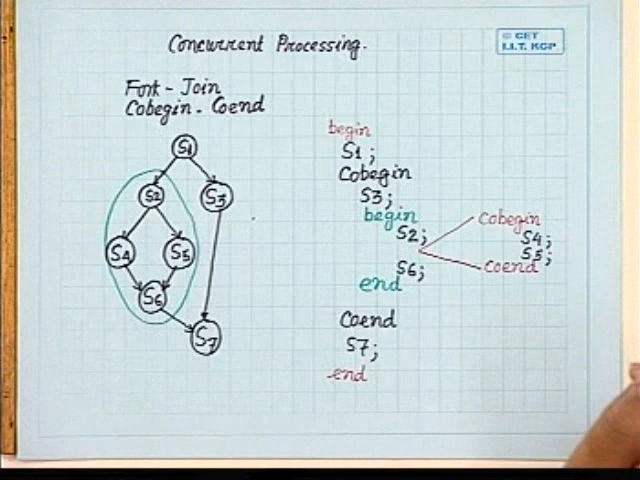 Concurrent Processing.
© CET
I.I.T. KGP
Fork - Join
Cobegin - Coend
S1
S2
S3
S4
S5
S6
S7
begin
S1;
Cobegin
S3;
begin
S2;
Cobegin
S4;
S5;
Coend
S6;
end
Coend
S7;
end